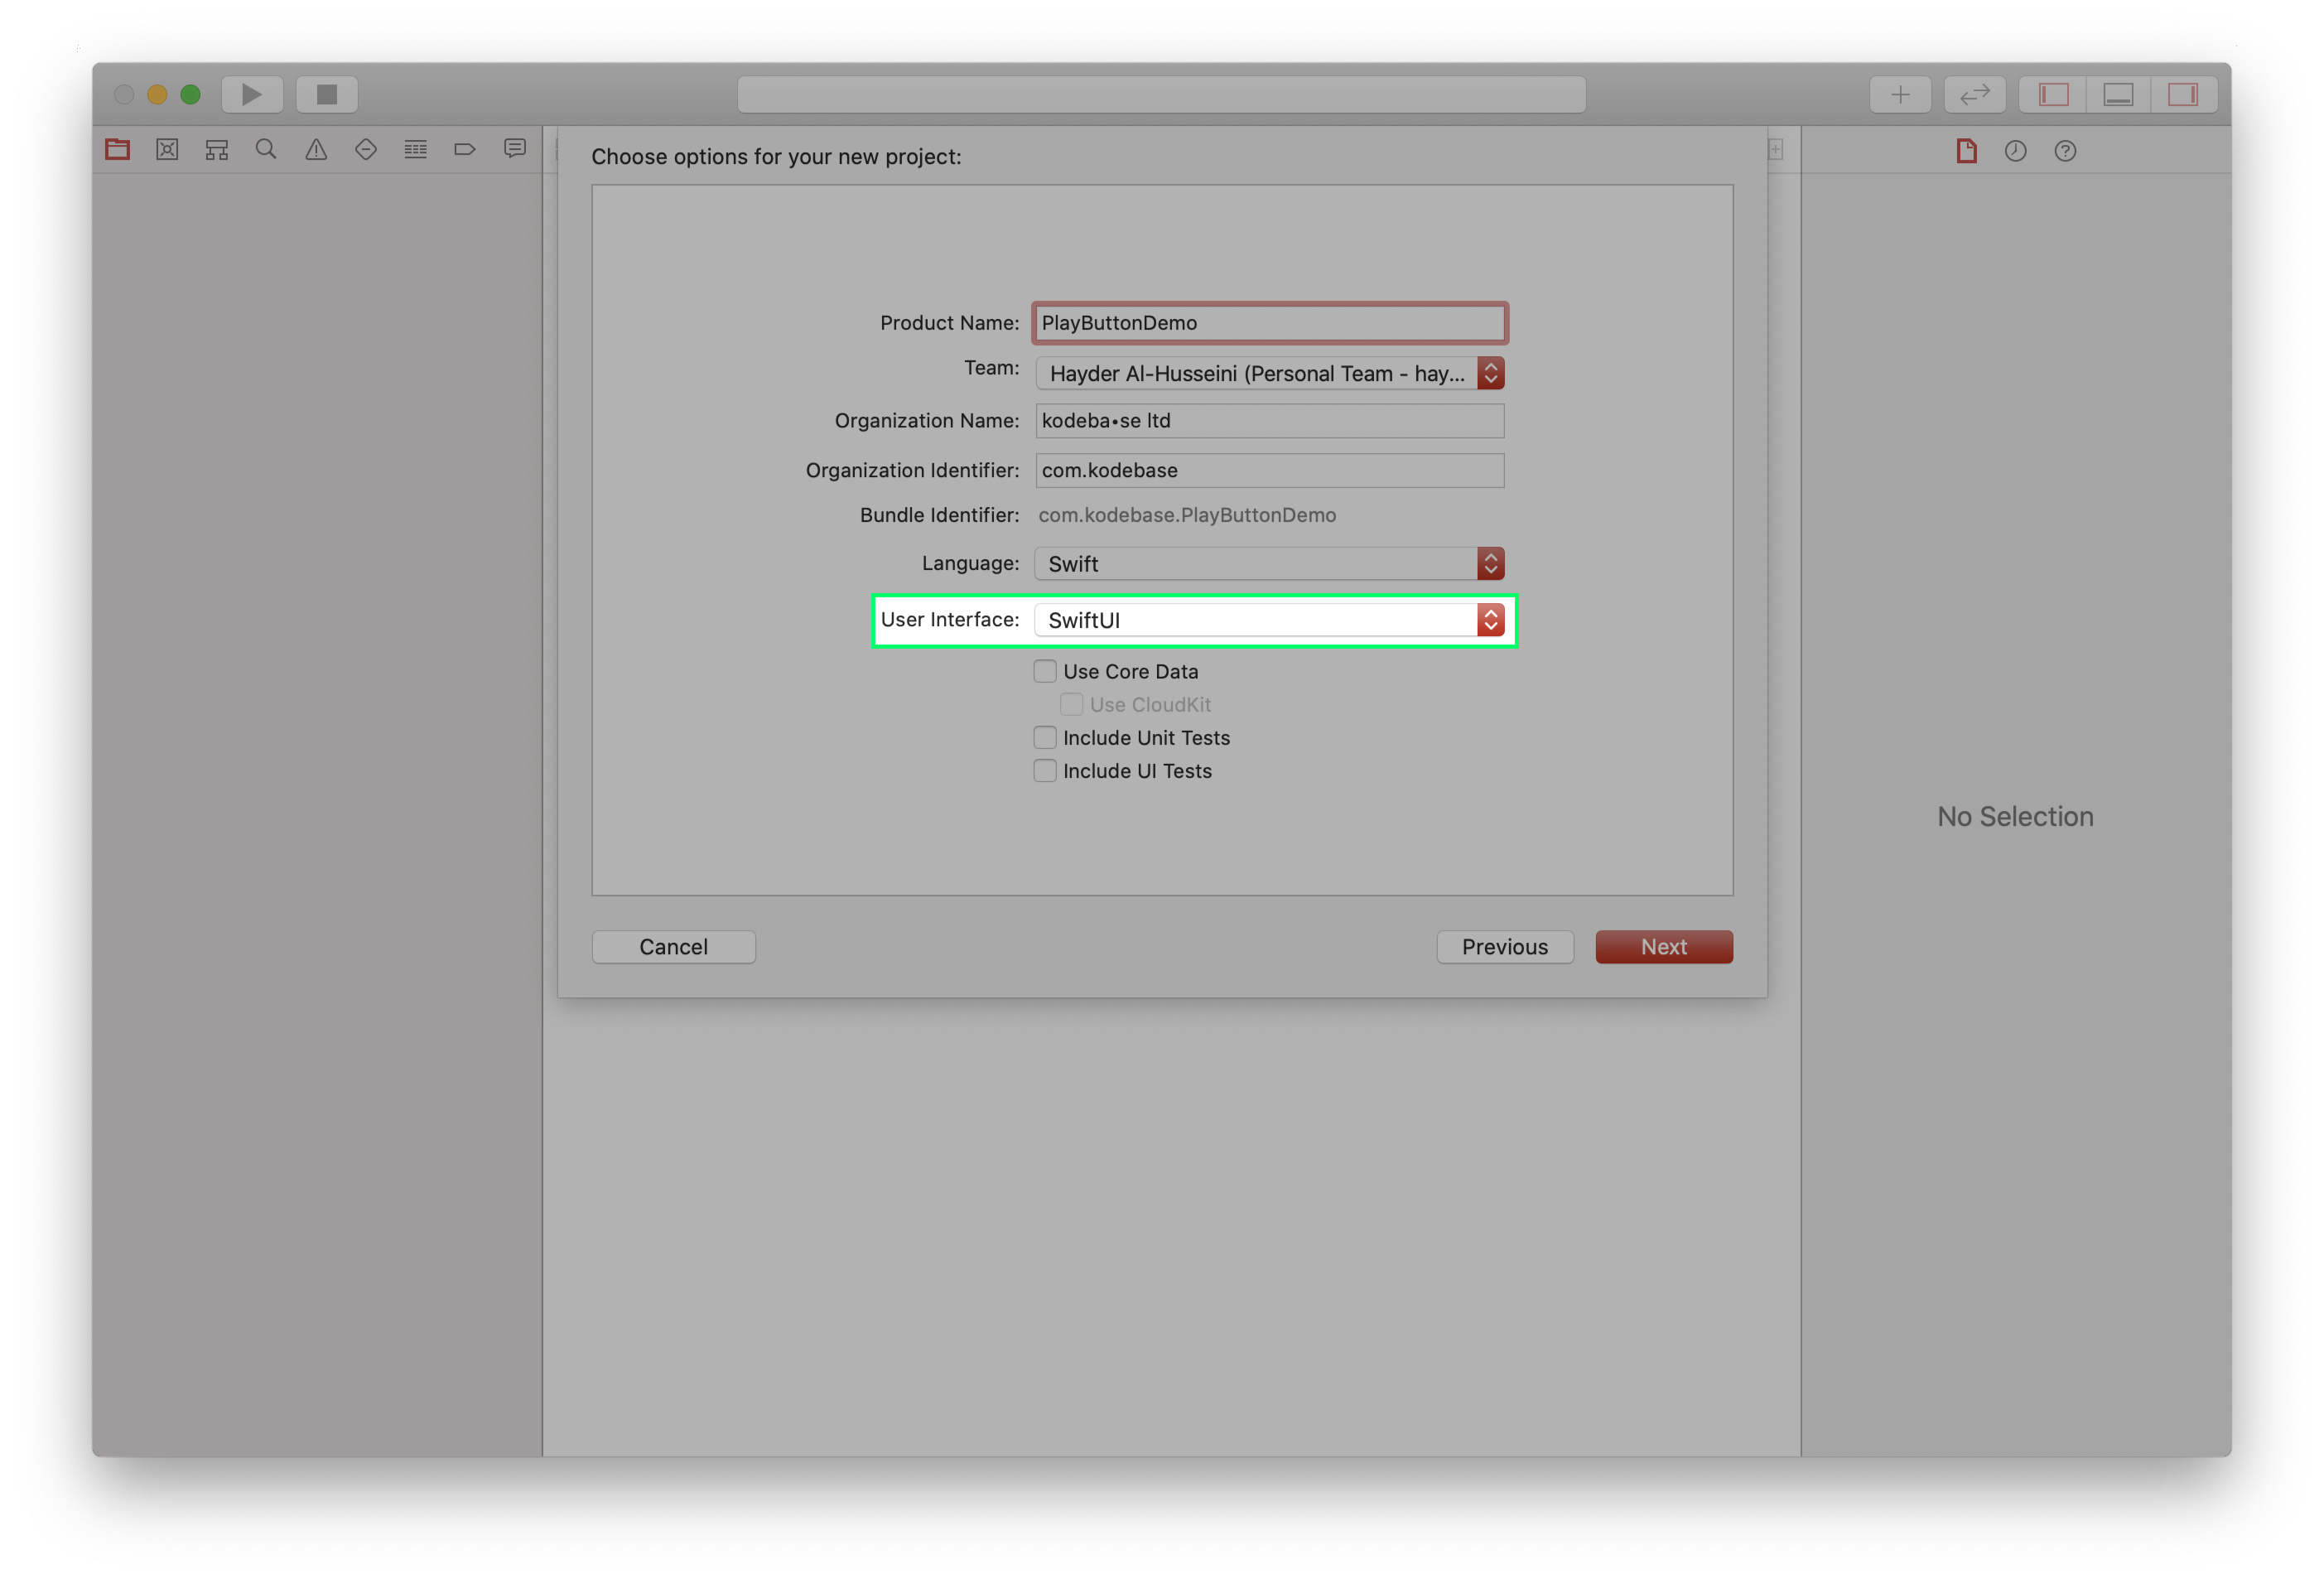 Choose options for your new project:
Product Name: PlayButtonDemo
Team: Hayder Al-Husseini (Personal Team - hay...
Organization Name: kodeba•se ltd
Organization Identifier: com.kodebase
Bundle Identifier: com.kodebase.PlayButtonDemo
Language: Swift
User Interface: SwiftUI
Use Core Data
Use CloudKit
Include Unit Tests
Include UI Tests
No Selection
Cancel Previous Next